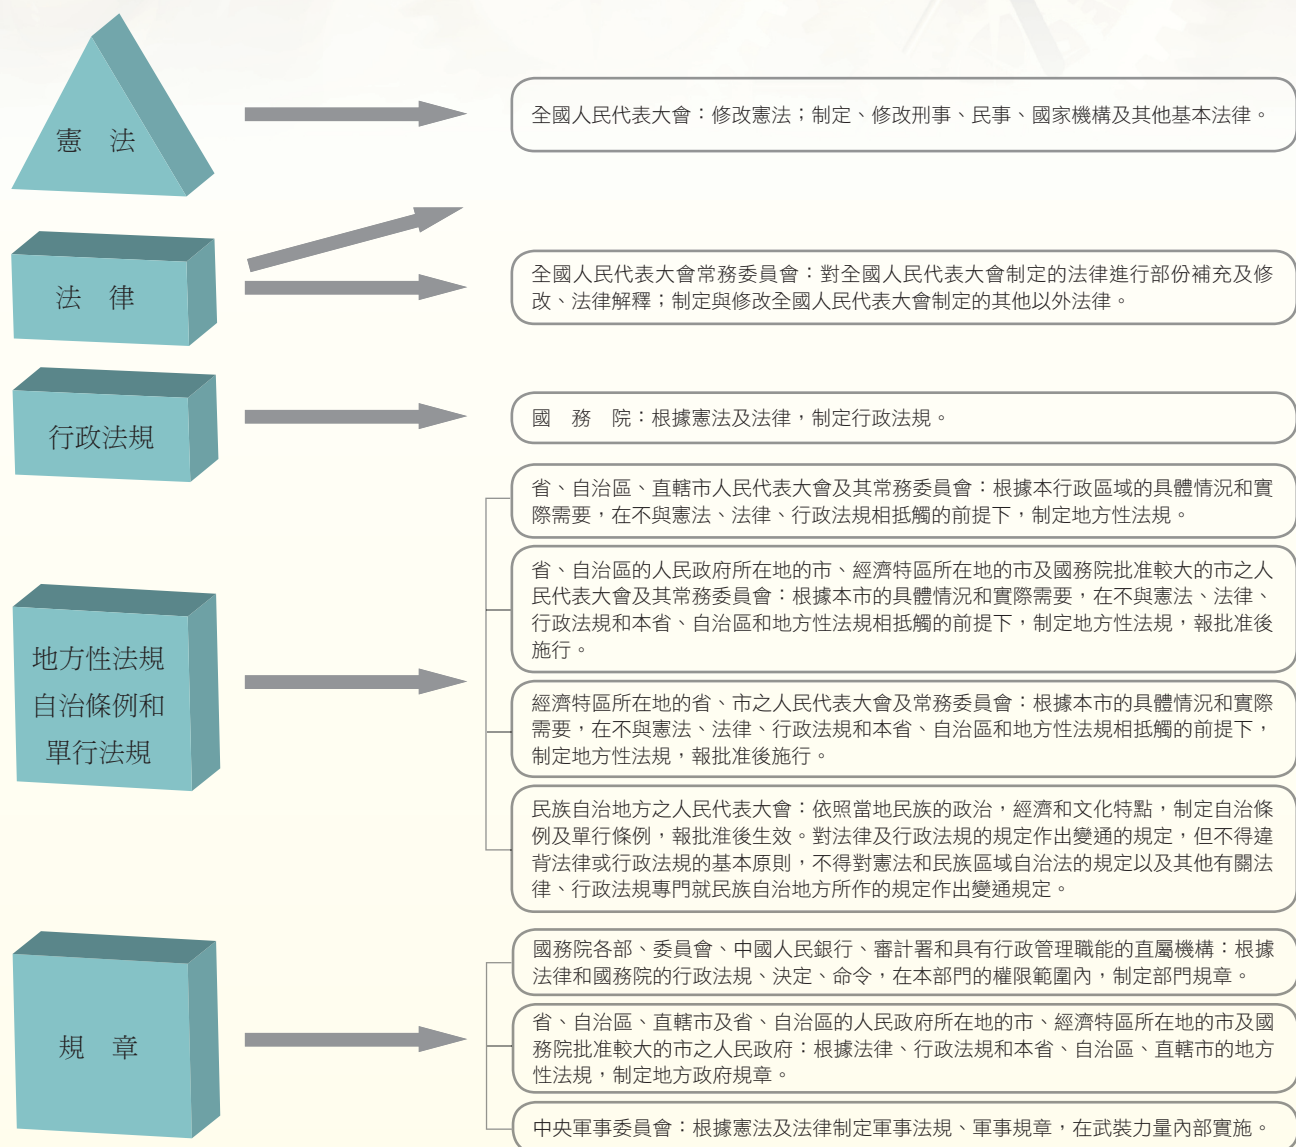 憲　法
全國人民代表大會：修改憲法；制定、修改刑事、民事、國家機構及其他基本法律。
法　律
全國人民代表大會常務委員會：對全國人民代表大會制定的法律進行部份補充及修
改、法律解釋；制定與修改全國人民代表大會制定的其他以外法律。
行政法規
國　務　院：根據憲法及法律，制定行政法規。
地方性法規
自治條例和
單行法規
省、自治區、直轄市人民代表大會及其常務委員會：根據本行政區域的具體情況和實
際需要，在不與憲法、法律、行政法規相抵觸的前提下，制定地方性法規。
省、自治區的人民政府所在地的市、經濟特區所在地的市及國務院批准較大的市之人
民代表大會及其常務委員會：根據本市的具體情況和實際需要，在不與憲法、法律、
行政法規和本省、自治區和地方性法規相抵觸的前提下，制定地方性法規，報批准後
施行。
經濟特區所在地的省、市之人民代表大會及常務委員會：根據本市的具體情況和實際
需要，在不與憲法、法律、行政法規和本省、自治區和地方性法規相抵觸的前提下，
制定地方性法規，報批准後施行。
民族自治地方之人民代表大會：依照當地民族的政治，經濟和文化特點，制定自治條
例及單行條例，報批淮後生效。對法律及行政法規的規定作出變通的規定，但不得違
背法律或行政法規的基本原則，不得對憲法和民族區域自治法的規定以及其他有關法
律、行政法規專門就民族自治地方所作的規定作出變通規定。
規　章
國務院各部、委員會、中國人民銀行、審計署和具有行政管理職能的直屬機構：根據
法律和國務院的行政法規、決定、命令，在本部門的權限範圍內，制定部門規章。
省、自治區、直轄市及省、自治區的人民政府所在地的市、經濟特區所在地的市及國
務院批准較大的市之人民政府：根據法律、行政法規和本省、自治區、直轄市的地方
性法規，制定地方政府規章。
中央軍事委員會：根據憲法及法律制定軍事法規、軍事規章，在武裝力量內部實施。